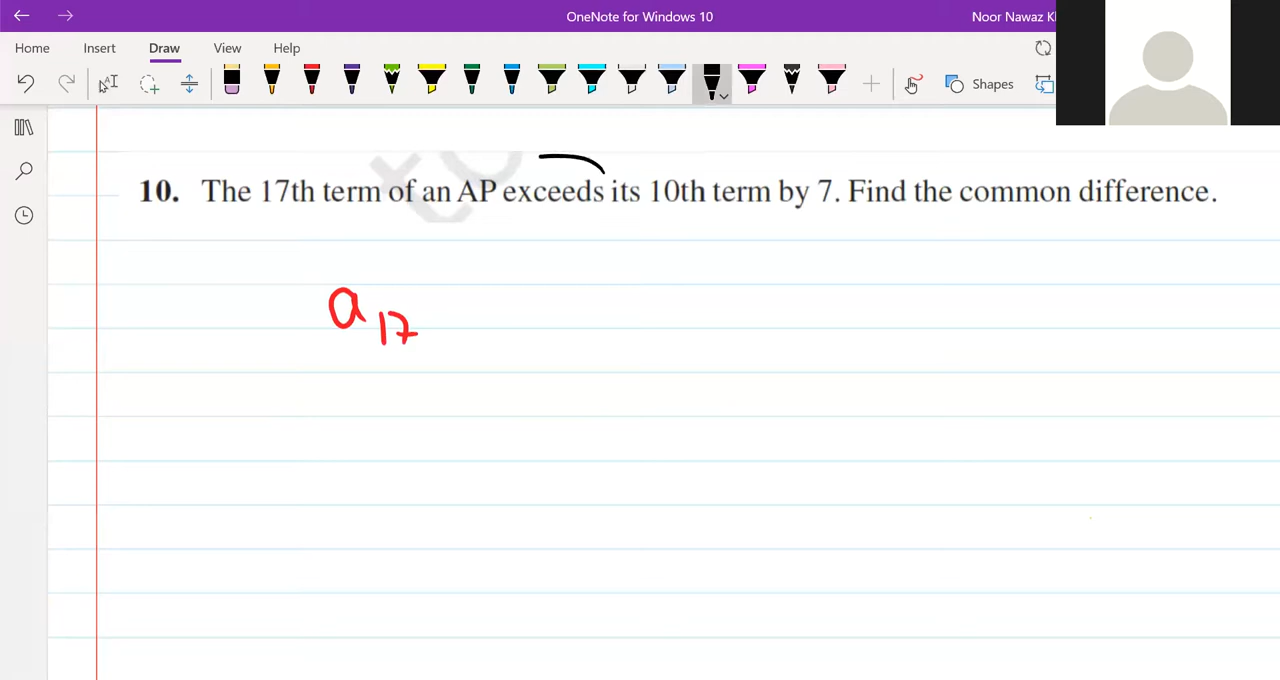 OneNote for Windows 10
Noor Nawaz Kh
Home Insert Draw View Help
Shapes
10. The 17th term of an AP exceeds its 10th term by 7. Find the common difference.
a17